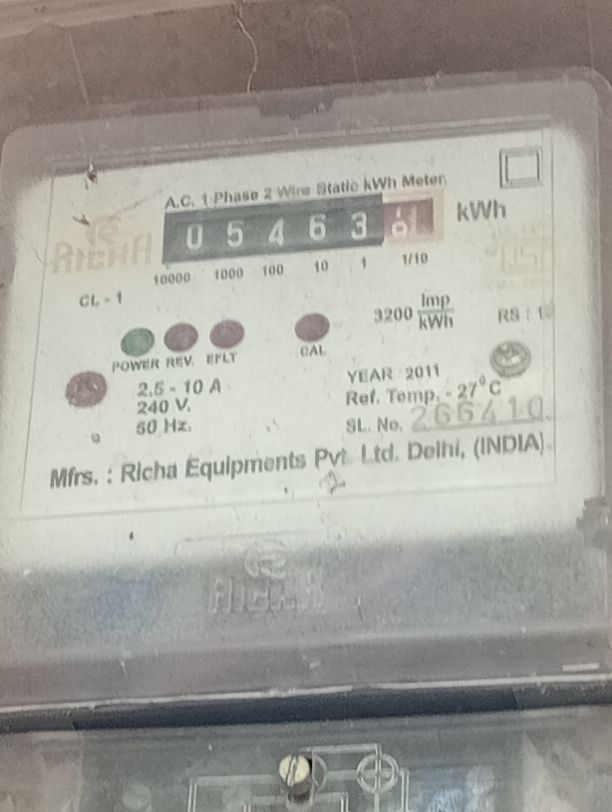 A.C. 1 Phase 2 Wire Static kWh Meter.
0 5 4 6 3 kWh
10000 1000 100 10 1 1/10
RICHA
CL - 1
3200 Imp/kWh
POWER REV. EFLT CAL
2.5 - 10 A
240 V.
50 Hz.
YEAR 2011
Ref. Temp. - 27°C
SL. No. 266410
Mfrs. : Richa Equipments Pvt. Ltd. Delhi, (INDIA).
RICHA